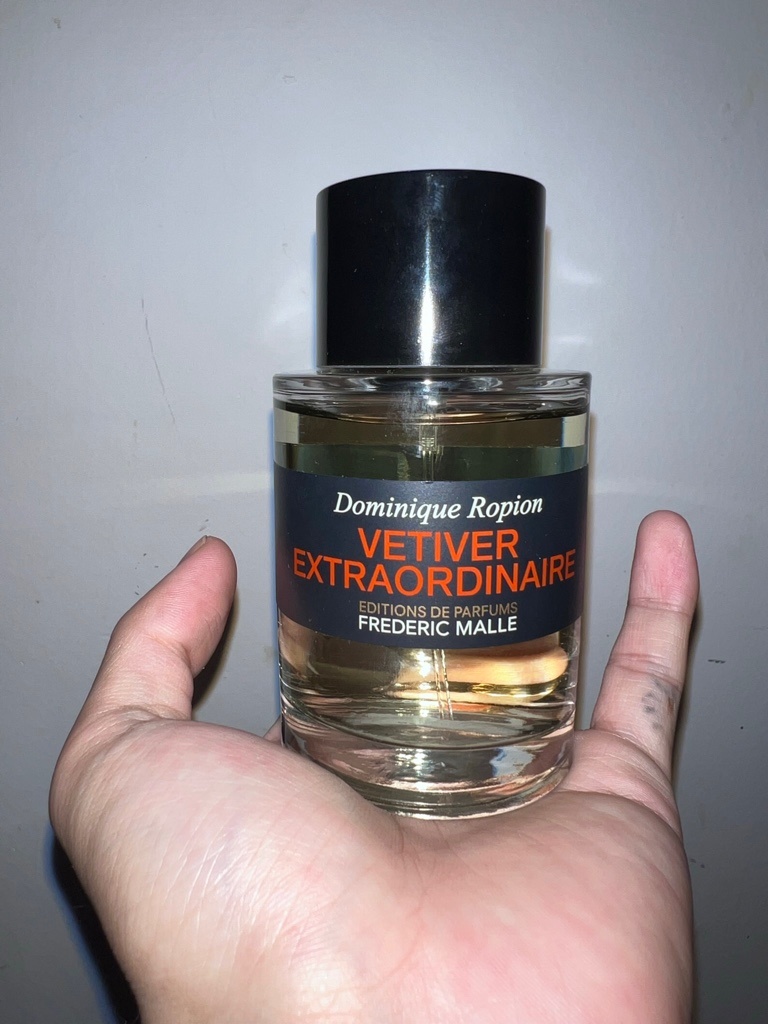 Dominique Ropion
VETIVER
EXTRAORDINAIRE
EDITIONS DE PARFUMS
FREDERIC MALLE